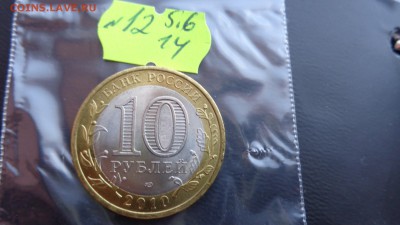 COINS.LAVE.RU
№12 5.6
14
БАНК РОССИИ
10
РУБЛЕЙ
2010